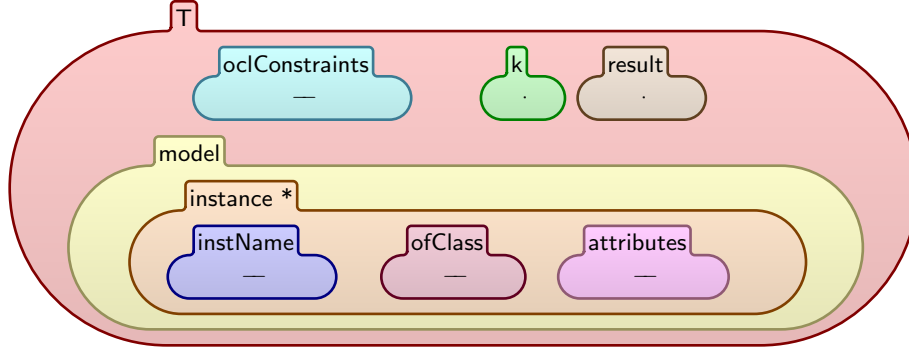 T
oclConstraints k result
— · ·
model
instance *
instName ofClass attributes
— — —